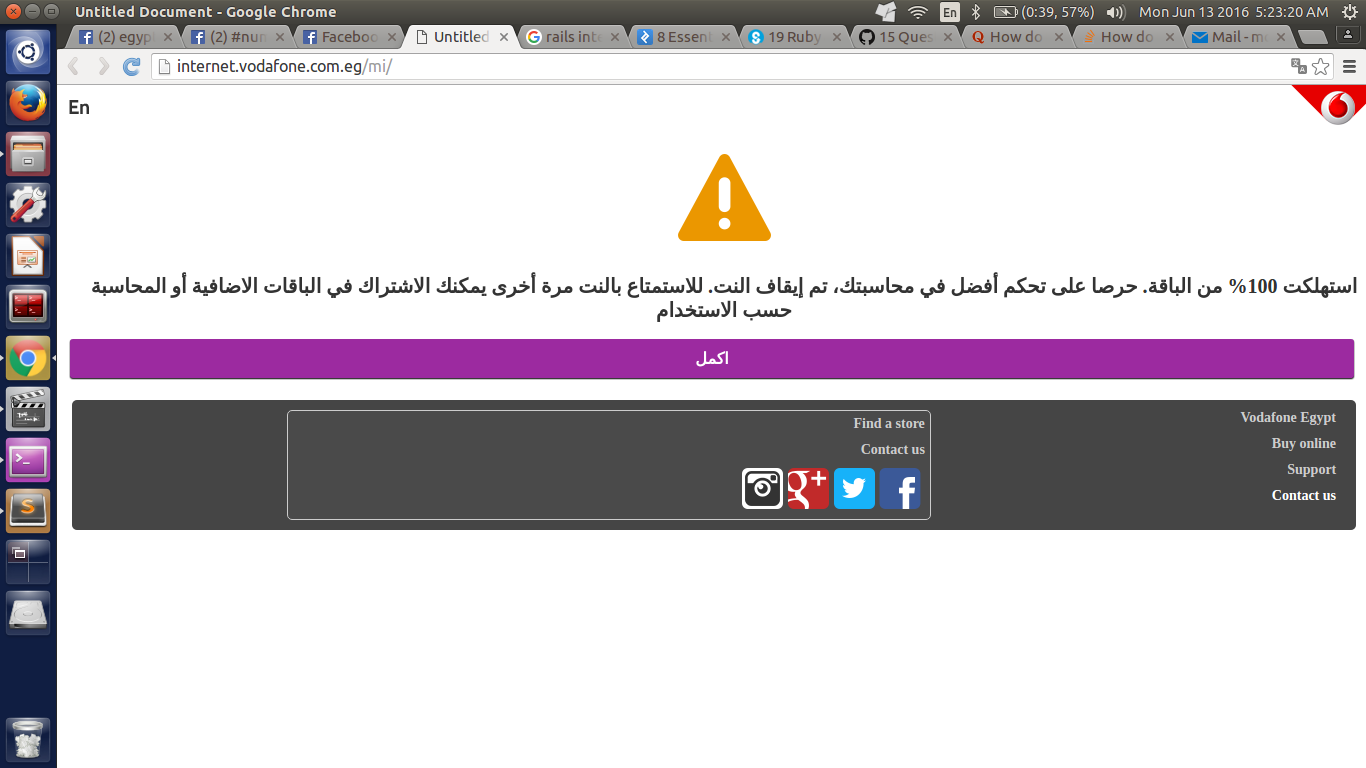 Untitled Document - Google Chrome
En
(0:39, 57%)
Mon Jun 13 2016 5:23:20 AM
(2) egyp
(2) #nun
Faceboo
Untitled
rails inte
8 Essent
19 Ruby
15 Ques
How do
How do
Mail - m
internet.vodafone.com.eg/mi/
En
استهلكت 100% من الباقة. حرصا على تحكم أفضل في محاسبتك، تم إيقاف النت. للاستمتاع بالنت مرة أخرى يمكنك الاشتراك في الباقات الاضافية أو المحاسبة
حسب الاستخدام
اكمل
Vodafone Egypt
Buy online
Support
Contact us
Find a store
Contact us